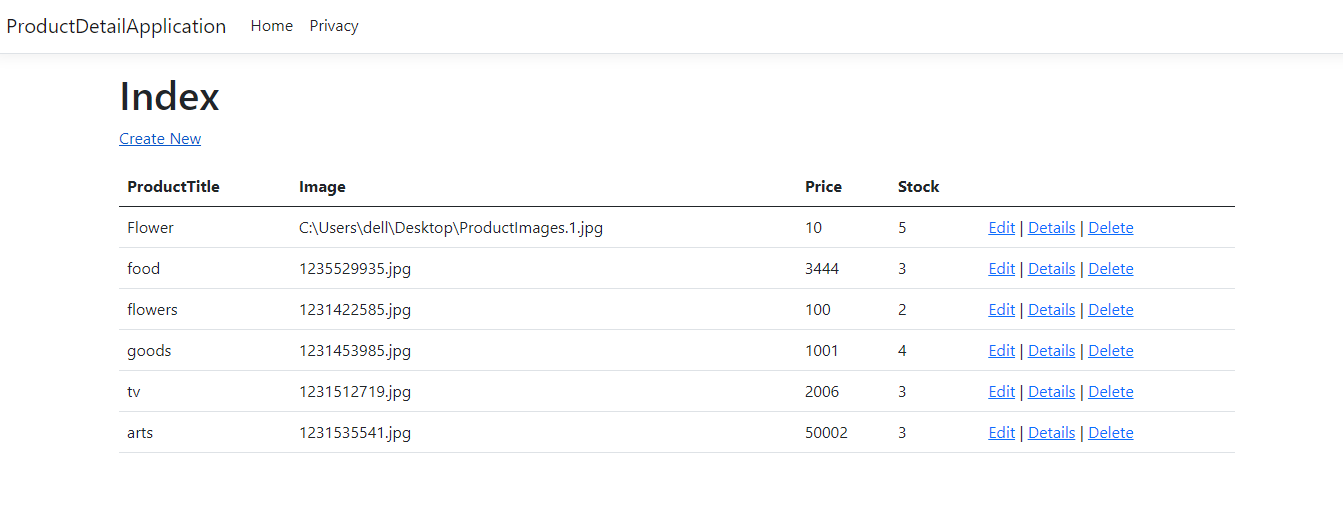 ProductDetailApplication Home Privacy
Index
Create New
ProductTitle Image Price Stock
Flower C:\Users\dell\Desktop\ProductImages.1.jpg 10 5 Edit | Details | Delete
food 1235529935.jpg 3444 3 Edit | Details | Delete
flowers 1231422585.jpg 100 2 Edit | Details | Delete
goods 1231453985.jpg 1001 4 Edit | Details | Delete
tv 1231512719.jpg 2006 3 Edit | Details | Delete
arts 1231535541.jpg 50002 3 Edit | Details | Delete